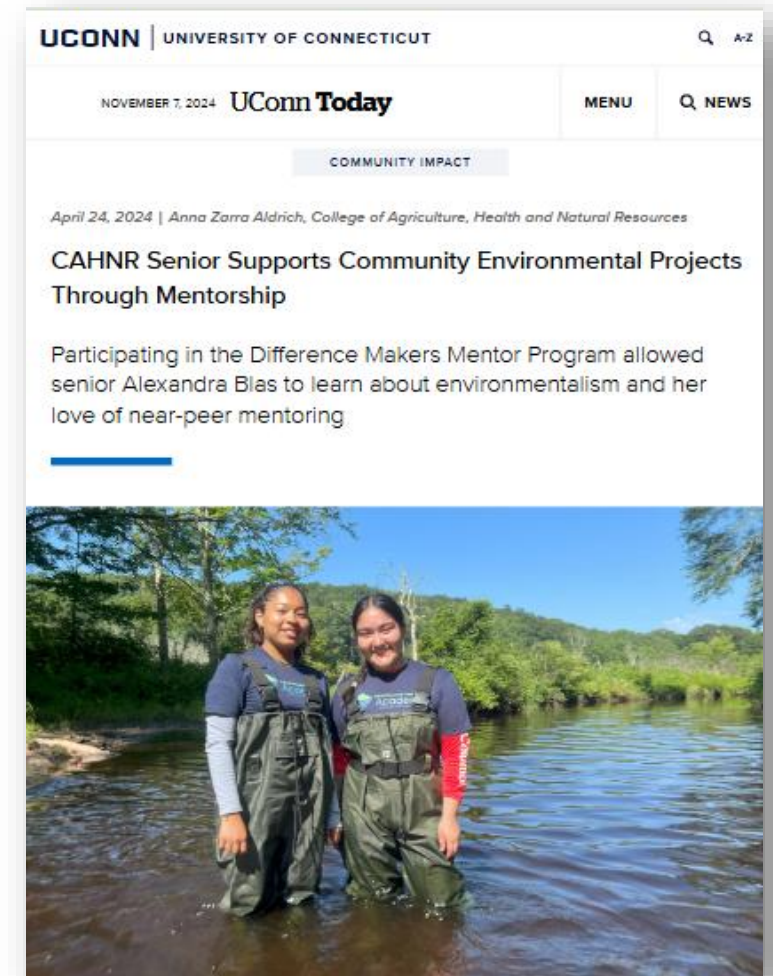 UCONN | UNIVERSITY OF CONNECTICUT
A-Z
NOVEMBER 7, 2024 UConn Today
MENU
NEWS
COMMUNITY IMPACT
April 24, 2024 | Anna Zarra Aldrich, College of Agriculture, Health and Natural Resources
CAHNR Senior Supports Community Environmental Projects
Through Mentorship
Participating in the Difference Makers Mentor Program allowed
senior Alexandra Blas to learn about environmentalism and her
love of near-peer mentoring